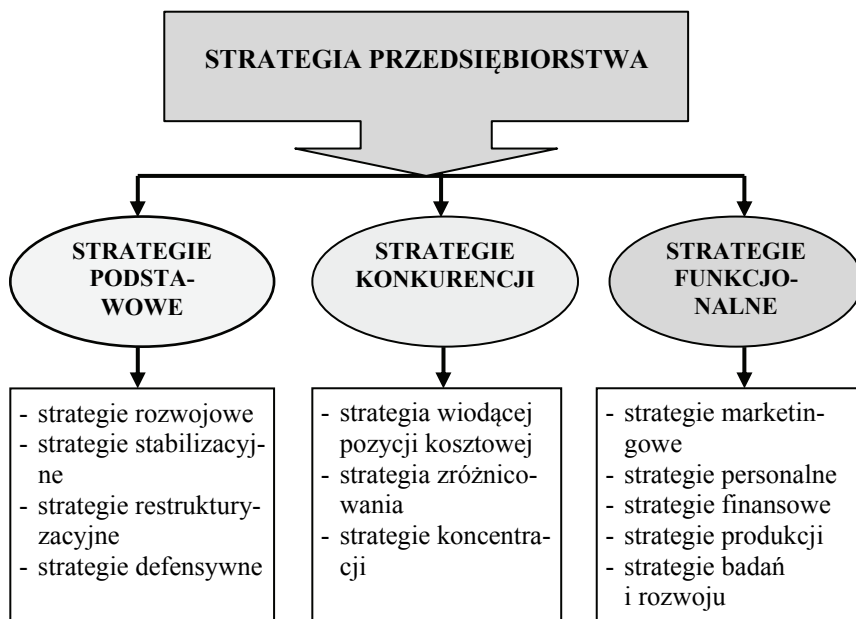 STRATEGIA PRZEDSIĘBIORSTWA
STRATEGIE
PODSTA-
WOWE
STRATEGIE
KONKURENCJI
STRATEGIE
FUNKCJO-
NALNE
- strategie rozwojowe
- strategie stabilizacyj-
ne
- strategie restruktury-
zacyjne
- strategie defensywne
- strategia wiodącej
pozycji kosztowej
- strategia zróżnico-
wania
- strategie koncentra-
cji
- strategie marketin-
gowe
- strategie personalne
- strategie finansowe
- strategie produkcji
- strategie badań
i rozwoju